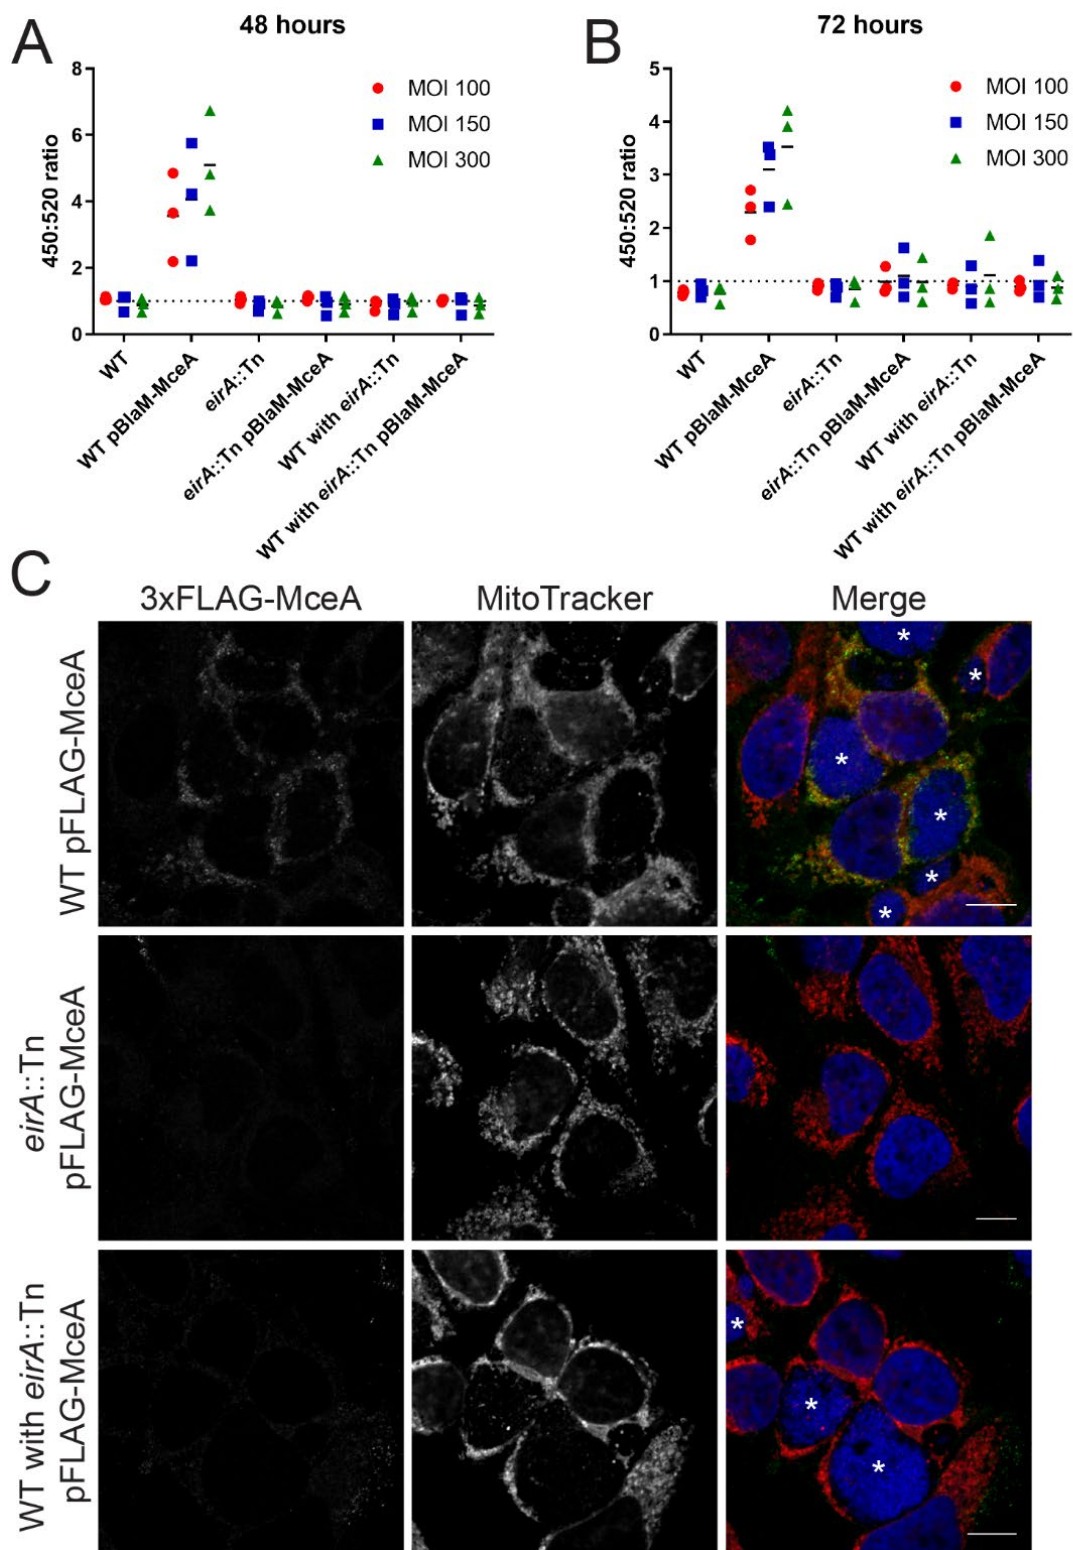 A
48 hours
8
6
4
2
0
450:520 ratio
MOI 100
MOI 150
MOI 300
WT
WT pBlaM-MceA
eirA::Tn
eirA::Tn pBlaM-MceA
WT with eirA::Tn
WT with eirA::Tn pBlaM-MceA
B
72 hours
5
4
3
2
1
0
450:520 ratio
MOI 100
MOI 150
MOI 300
WT
WT pBlaM-MceA
eirA::Tn
eirA::Tn pBlaM-MceA
WT with eirA::Tn
WT with eirA::Tn pBlaM-MceA
C
3xFLAG-MceA
MitoTracker
Merge
WT pFLAG-MceA
* * * * * *
eirA::Tn
pFLAG-MceA
WT with eirA::Tn
pFLAG-MceA
* * *